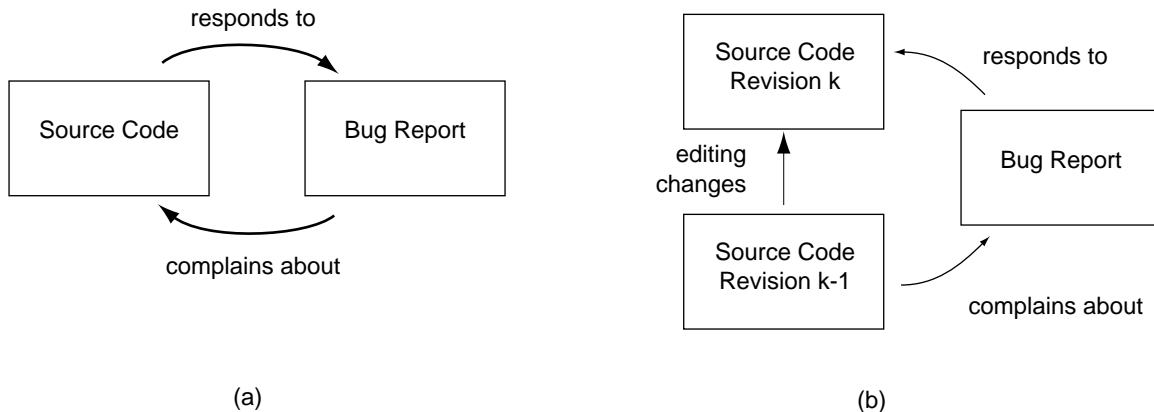 responds to
Source Code
Bug Report
complains about
(a)
Source Code
Revision k
responds to
editing
changes
Bug Report
Source Code
Revision k-1
complains about
(b)